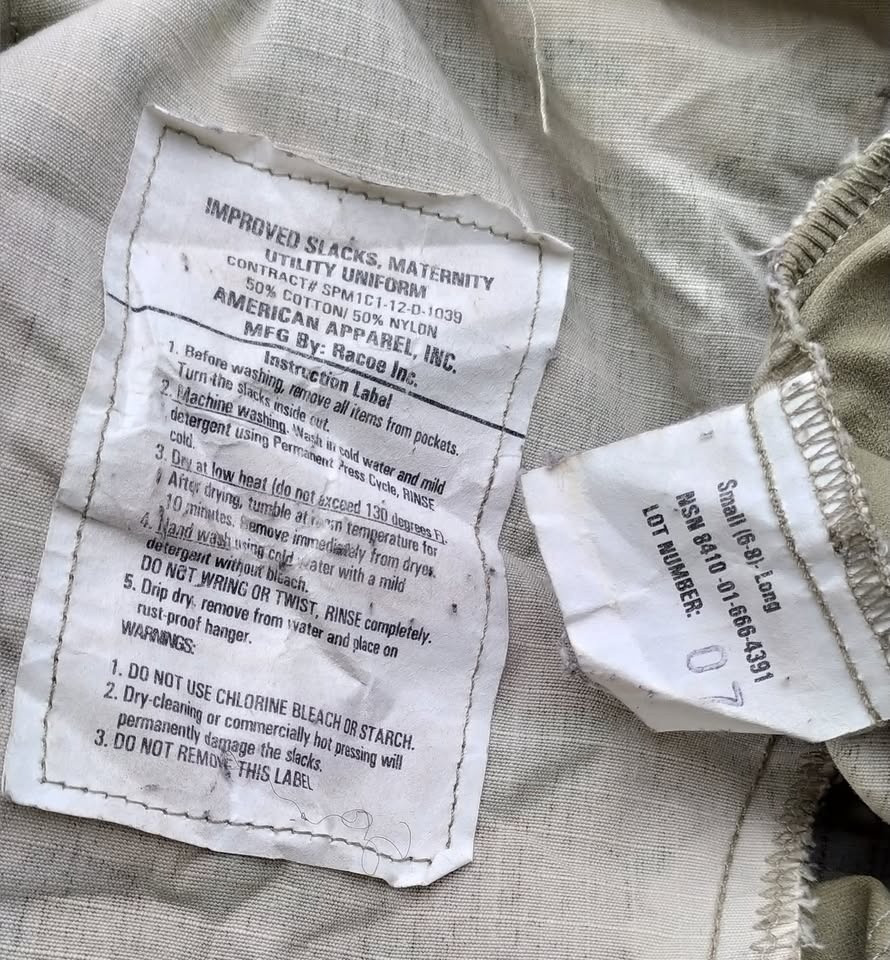 IMPROVED SLACKS, MATERNITY
UTILITY UNIFORM
CONTRACT# SPM1C1-12-D-1039
50% COTTON/ 50% NYLON
AMERICAN APPAREL, INC.
MFG By: Racoe Inc.
Instruction Label
1. Before washing, remove all items from pockets.
Turn the slacks inside out.
2. Machine washing. Wash in cold water and mild
detergent using Permanent Press Cycle, RINSE
cold.
3. Dry at low heat (do not exceed 130 degrees F).
After drying, tumble at room temperature for
10 minutes. Remove immediately from dryer.
4. Hand wash using cold water with a mild
detergent without bleach.
DO NOT WRING OR TWIST, RINSE completely.
5. Drip dry, remove from water and place on
rust-proof hanger.
WARNINGS:
1. DO NOT USE CHLORINE BLEACH OR STARCH.
2. Dry-cleaning or commercially hot pressing will
permanently damage the slacks.
3. DO NOT REMOVE THIS LABEL
Small (6-8)- Long
NSN 8410-01-666-4391
LOT NUMBER: 07